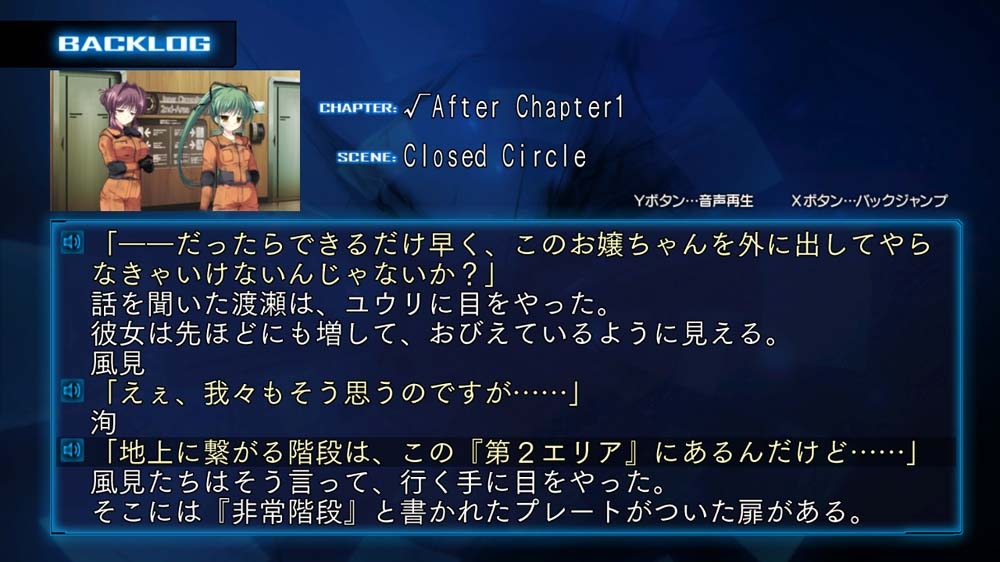 BACKLOG
CHAPTER: √After Chapter1
SCENE: Closed Circle
2nd-Area
Yボタン…音声再生 Xボタン…バックジャンプ
「――だったらできるだけ早く、このお嬢ちゃんを外に出してやら
なきゃいけないんじゃないか？」
話を聞いた渡瀬は、ユウリに目をやった。
彼女は先ほどにも増して、おびえているように見える。
風見
「えぇ、我々もそう思うのですが……」
洵
「地上に繋がる階段は、この『第２エリア』にあるんだけど……」
風見たちはそう言って、行く手に目をやった。
そこには『非常階段』と書かれたプレートがついた扉がある。